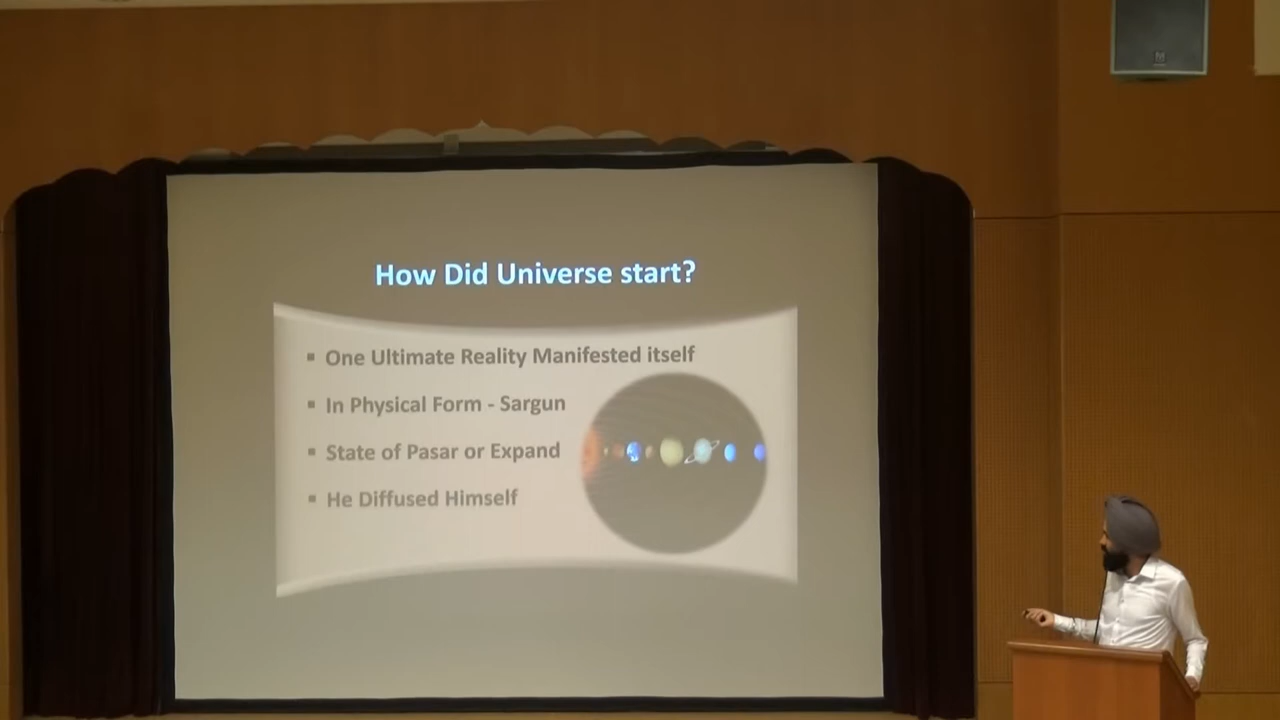 How Did Universe start?
▪ One Ultimate Reality Manifested itself
▪ In Physical Form - Sargun
▪ State of Pasar or Expand
▪ He Diffused Himself